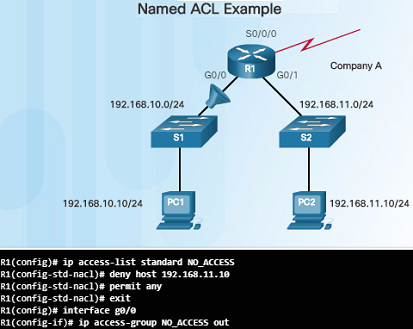 Named ACL Example
S0/0/0
R1
Company A
G0/0
G0/1
192.168.10.0/24
192.168.11.0/24
S1
S2
192.168.10.10/24
PC1
PC2
192.168.11.10/24
R1(config)# ip access-list standard NO_ACCESS
R1(config-std-nacl)# deny host 192.168.11.10
R1(config-std-nacl)# permit any
R1(config-std-nacl)# exit
R1(config)# interface g0/0
R1(config-if)# ip access-group NO_ACCESS out